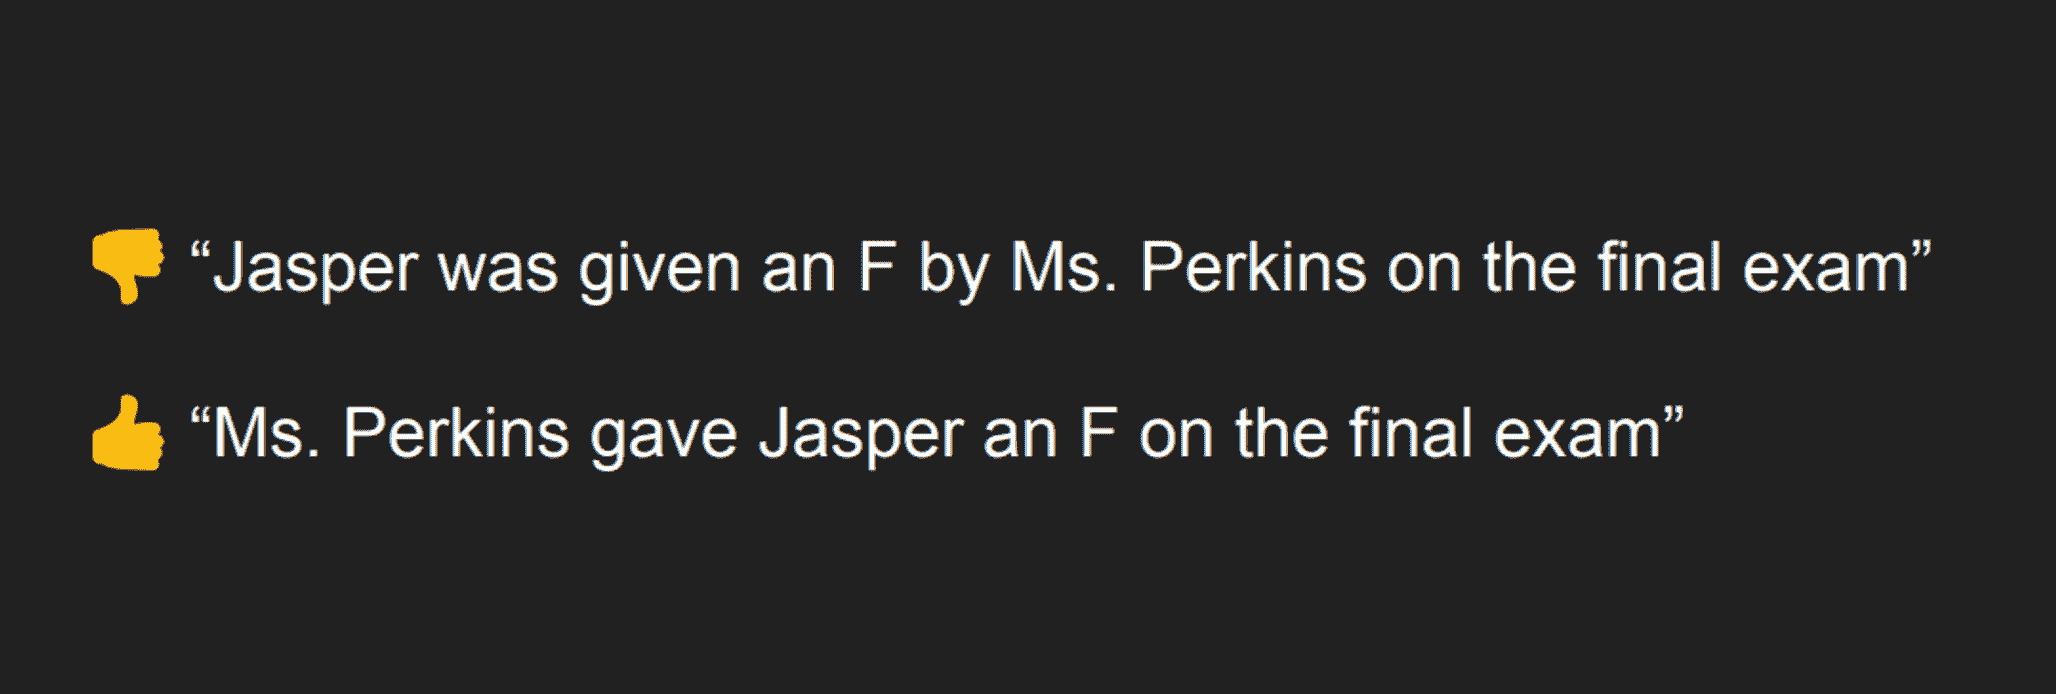 “Jasper was given an F by Ms. Perkins on the final exam”
“Ms. Perkins gave Jasper an F on the final exam”